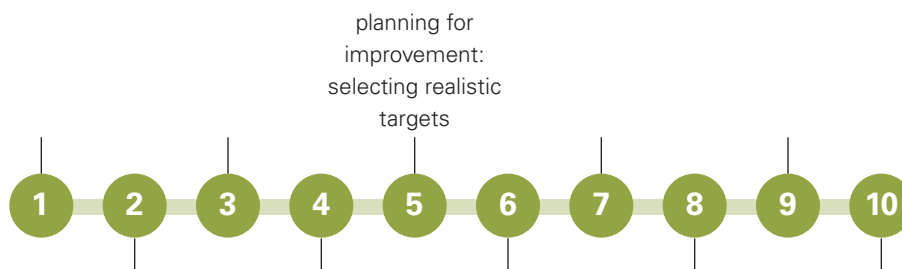 planning for
improvement:
selecting realistic
targets
1 2 3 4 5 6 7 8 9 10